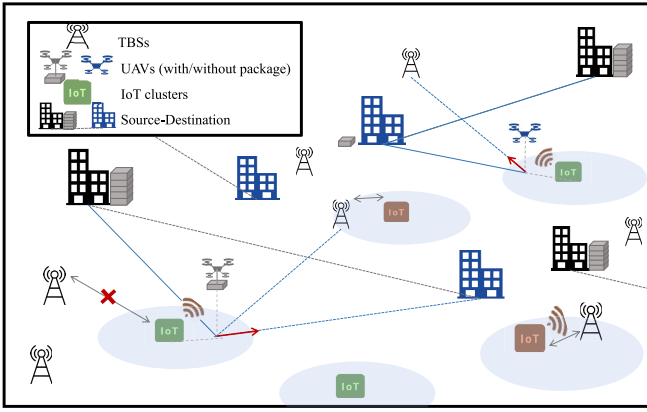 TBSs
UAVs (with/without package)
IoT
IoT clusters
Source-Destination
IoT
IoT
IoT
IoT
IoT